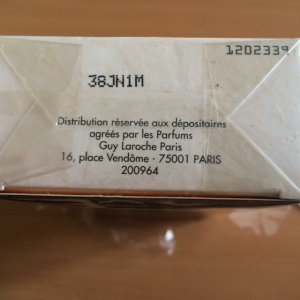 1202339
38JN1M
Distribution réservée aux dépositaires
agréés par les Parfums
Guy Laroche Paris
16, place Vendôme - 75001 PARIS
200964